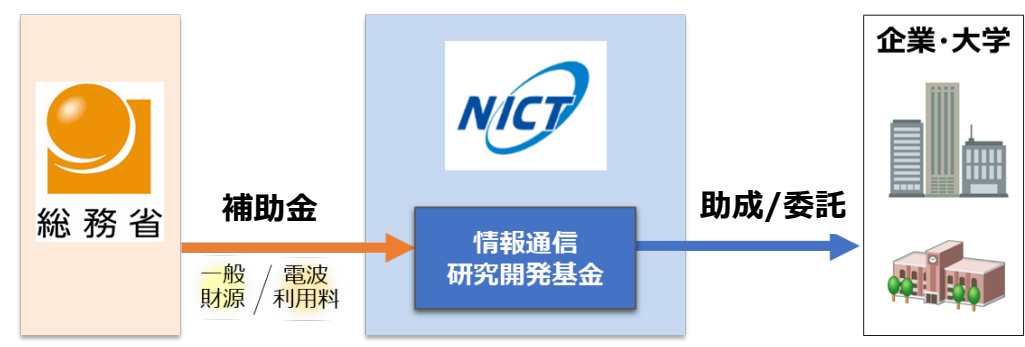 総務省
補助金
一般
財源
/
電波
利用料
NICT
情報通信
研究開発基金
助成/委託
企業･大学